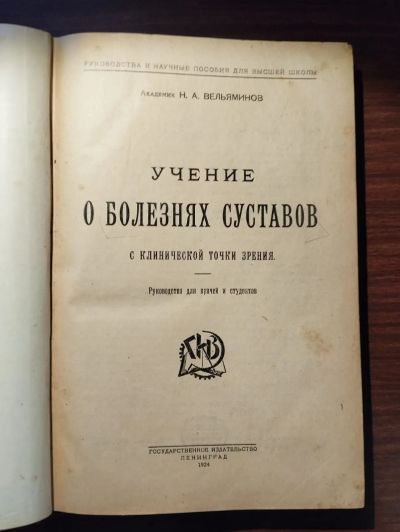 РУКОВОДСТВА И НАУЧНЫЕ ПОСОБИЯ ДЛЯ ВЫСШЕЙ ШКОЛЫ
Академик Н. А. ВЕЛЬЯМИНОВ
УЧЕНИЕ
О БОЛЕЗНЯХ СУСТАВОВ
С КЛИНИЧЕСКОЙ ТОЧКИ ЗРЕНИЯ.
Руководство для врачей и студентов
ГОСУДАРСТВЕННОЕ ИЗДАТЕЛЬСТВО
ЛЕНИНГРАД
1924